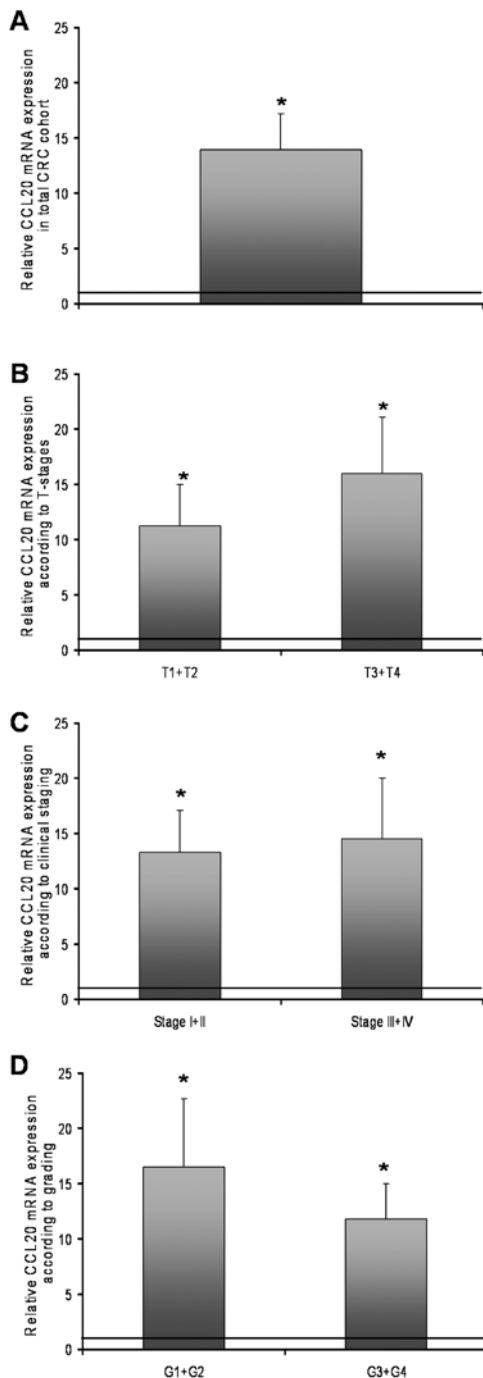 A
Relative CCL20 mRNA expression
in total CRC cohort
25
20
15
10
5
0
*
B
Relative CCL20 mRNA expression
according to T-stages
25
20
15
10
5
0
*
*
T1+T2
T3+T4
C
Relative CCL20 mRNA expression
according to clinical staging
25
20
15
10
5
0
*
*
Stage I+II
Stage III+IV
D
Relative CCL20 mRNA expression
according to grading
25
20
15
10
5
0
*
*
G1+G2
G3+G4